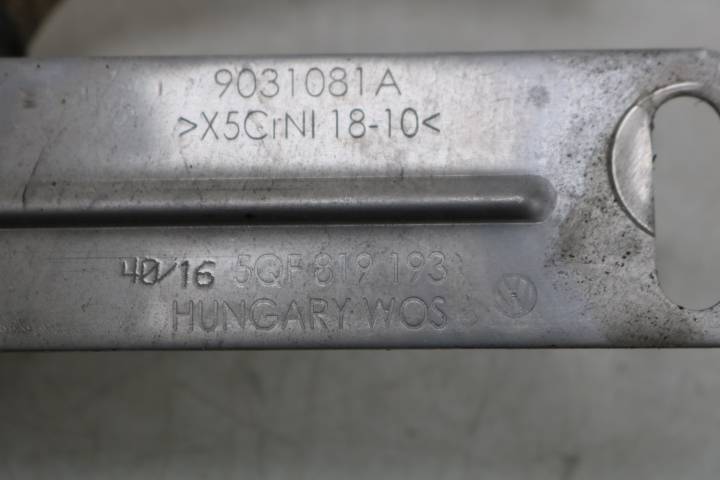 9031081A
>X5CrNI 18-10<
40/16 5QF 819 193
HUNGARY WOS